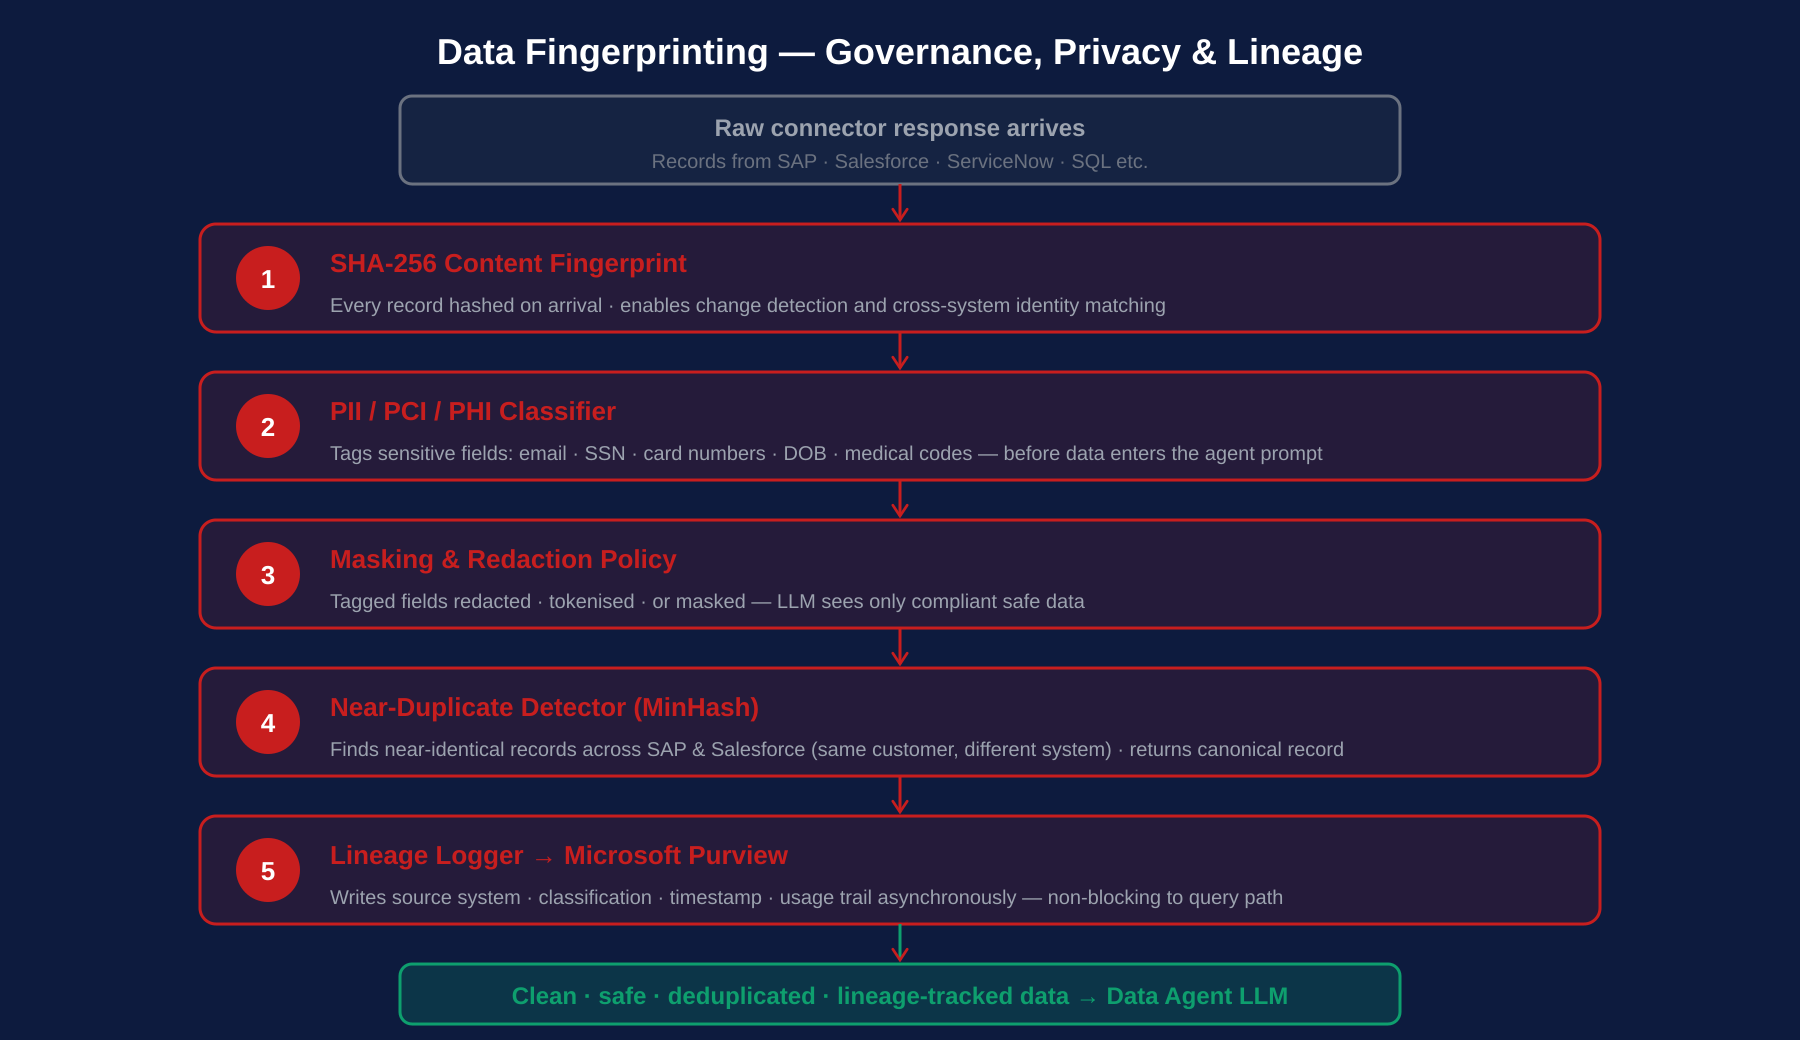 Data Fingerprinting — Governance, Privacy & Lineage
Raw connector response arrives
Records from SAP · Salesforce · ServiceNow · SQL etc.
1
SHA-256 Content Fingerprint
Every record hashed on arrival · enables change detection and cross-system identity matching
2
PII / PCI / PHI Classifier
Tags sensitive fields: email · SSN · card numbers · DOB · medical codes — before data enters the agent prompt
3
Masking & Redaction Policy
Tagged fields redacted · tokenised · or masked — LLM sees only compliant safe data
4
Near-Duplicate Detector (MinHash)
Finds near-identical records across SAP & Salesforce (same customer, different system) · returns canonical record
5
Lineage Logger → Microsoft Purview
Writes source system · classification · timestamp · usage trail asynchronously — non-blocking to query path
Clean · safe · deduplicated · lineage-tracked data → Data Agent LLM